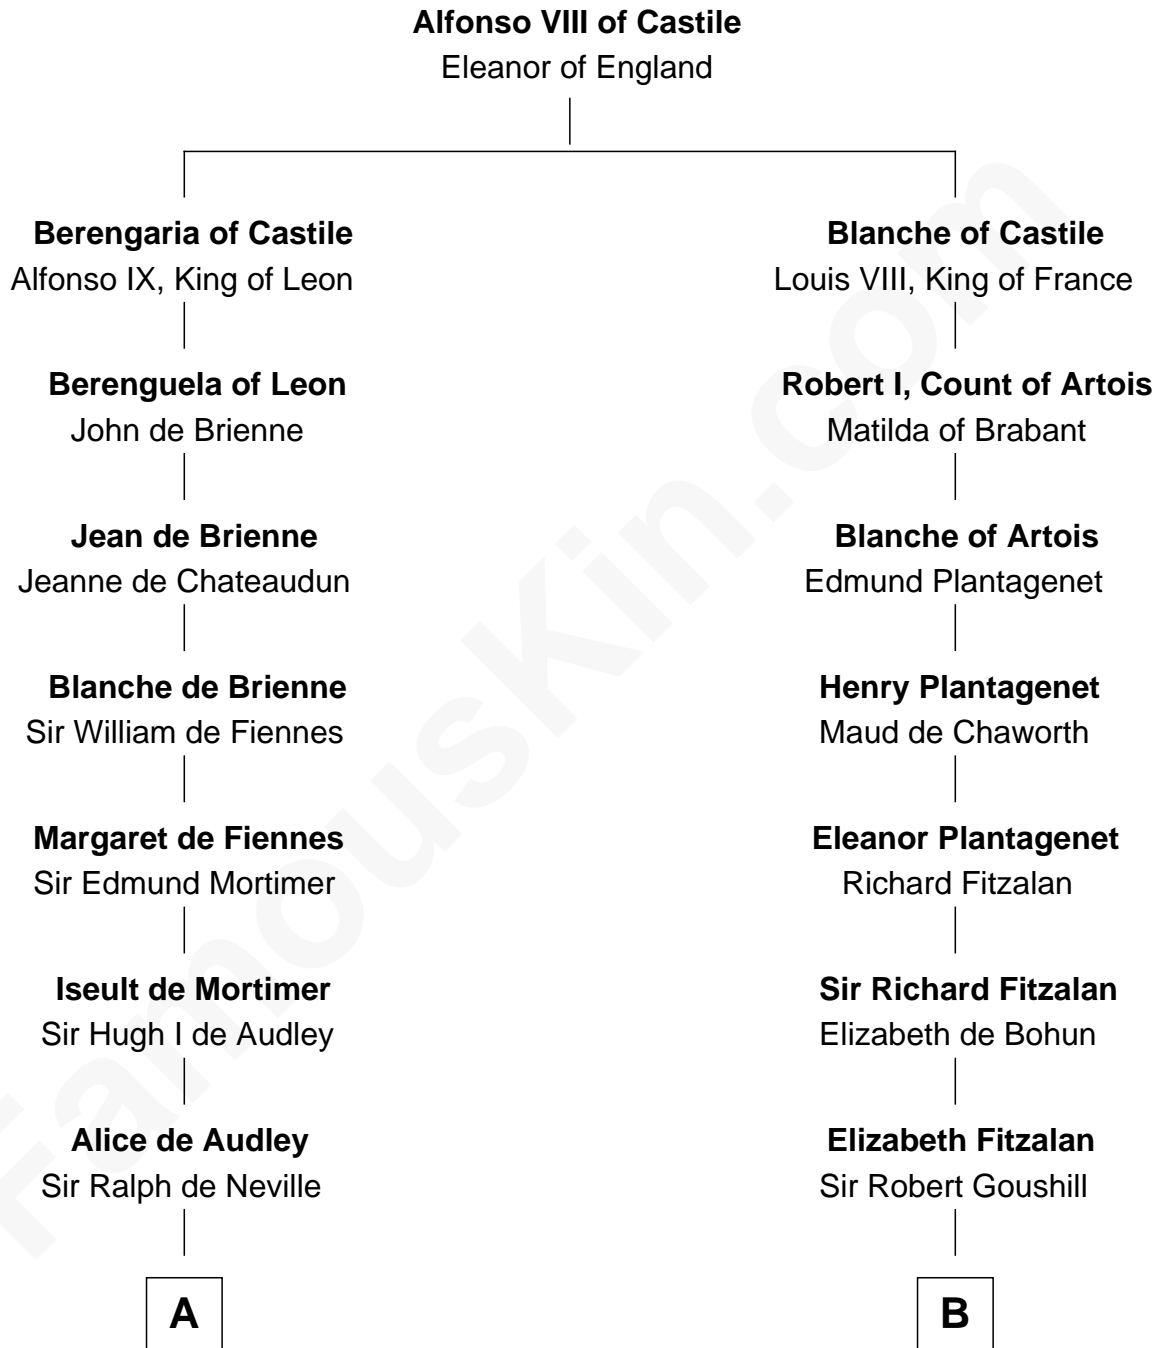 Alfonso VIII of Castile
Eleanor of England
Berengaria of Castile
Alfonso IX, King of Leon
Blanche of Castile
Louis VIII, King of France
Berenguela of Leon
John de Brienne
Robert I, Count of Artois
Matilda of Brabant
Jean de Brienne
Jeanne de Chateaudun
Blanche of Artois
Edmund Plantagenet
Blanche de Brienne
Sir William de Fiennes
Henry Plantagenet
Maud de Chaworth
Margaret de Fiennes
Sir Edmund Mortimer
Eleanor Plantagenet
Richard Fitzalan
Iseult de Mortimer
Sir Hugh I de Audley
Sir Richard Fitzalan
Elizabeth de Bohun
Alice de Audley
Sir Ralph de Neville
Elizabeth Fitzalan
Sir Robert Goushill
A
B
FamousKin.com